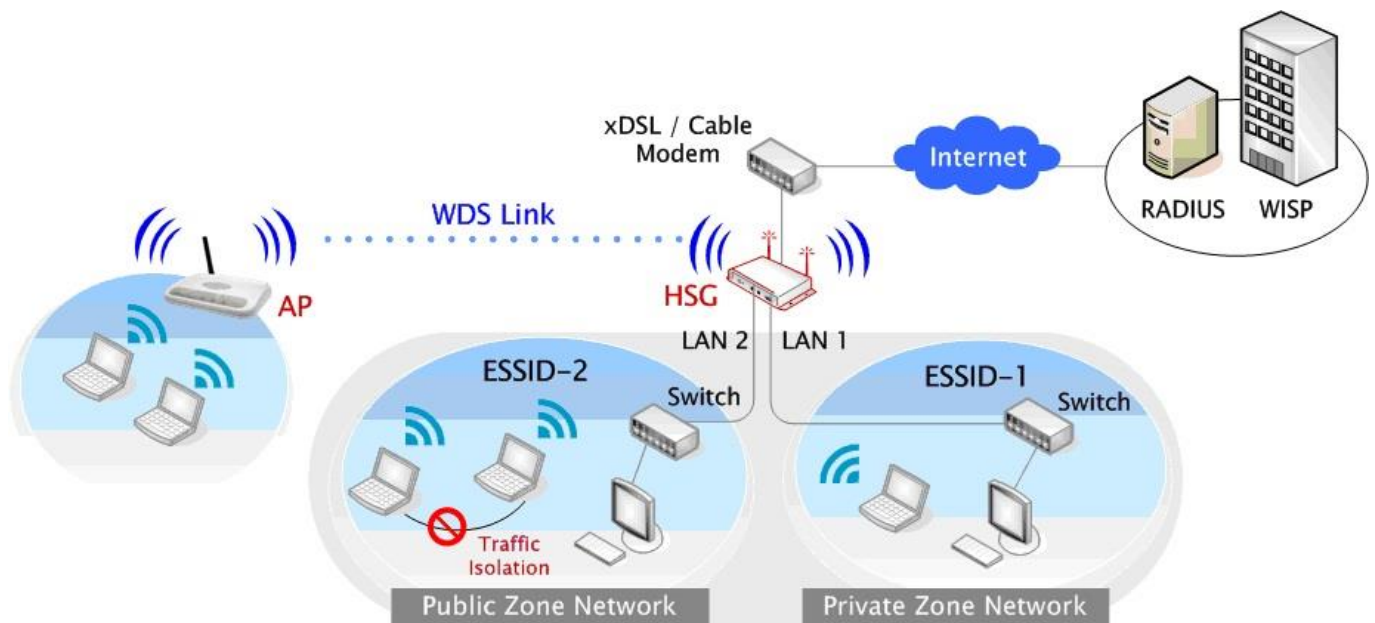 xDSL / Cable
Modem
Internet
RADIUS
WISP
WDS Link
AP
HSG
LAN 2
LAN 1
ESSID-2
Switch
Traffic
Isolation
Public Zone Network
ESSID-1
Switch
Private Zone Network